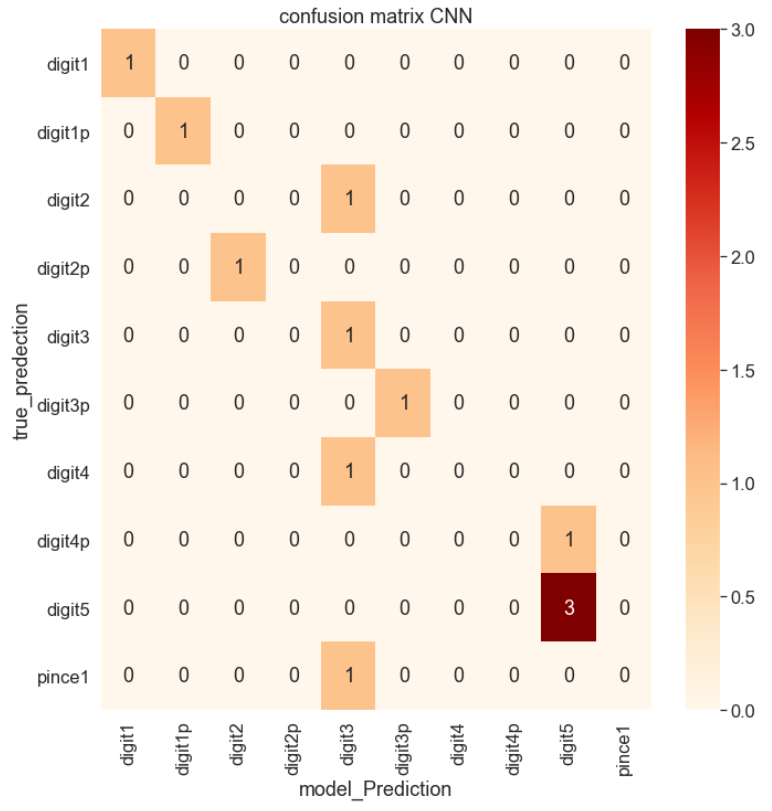 confusion matrix CNN
digit1 1 0 0 0 0 0 0 0 0 0
digit1p 0 1 0 0 0 0 0 0 0 0
digit2 0 0 0 0 1 0 0 0 0 0
digit2p 0 0 1 0 0 0 0 0 0 0
digit3 0 0 0 0 1 0 0 0 0 0
digit3p 0 0 0 0 0 1 0 0 0 0
digit4 0 0 0 0 1 0 0 0 0 0
digit4p 0 0 0 0 0 0 0 0 1 0
digit5 0 0 0 0 0 0 0 0 3 0
pince1 0 0 0 0 1 0 0 0 0 0
true_predection
digit1 digit1p digit2 digit2p digit3 digit3p digit4 digit4p digit5 pince1
model_Prediction
3.0
2.5
2.0
1.5
1.0
0.5
0.0